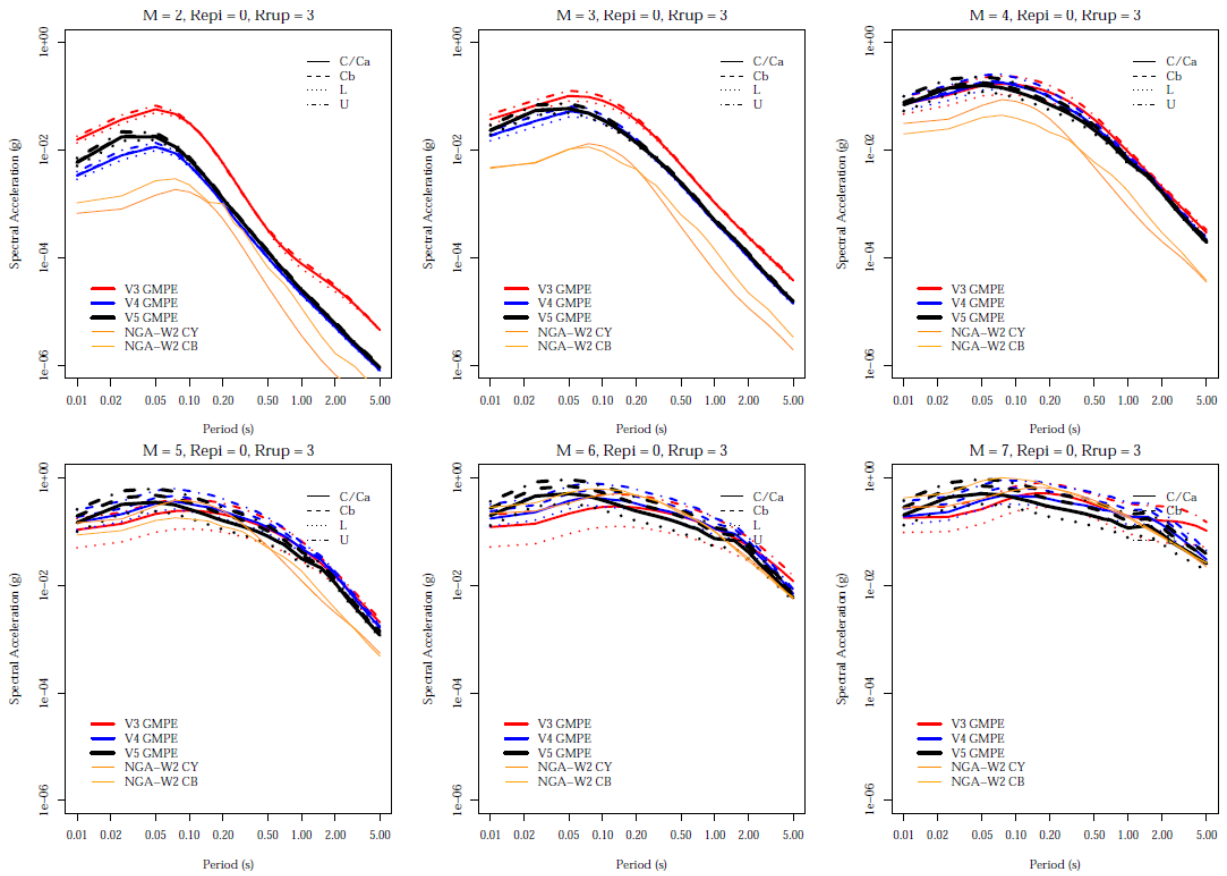 M = 2, Repi = 0, Rrup = 3
Spectral Acceleration (g)
1e+00
1e−02
1e−04
1e−06
C/Ca
Cb
L
U
V3 GMPE
V4 GMPE
V5 GMPE
NGA−W2 CY
NGA−W2 CB
0.01 0.02 0.05 0.10 0.20 0.50 1.00 2.00 5.00
Period (s)
M = 3, Repi = 0, Rrup = 3
Spectral Acceleration (g)
1e+00
1e−02
1e−04
1e−06
C/Ca
Cb
L
U
V3 GMPE
V4 GMPE
V5 GMPE
NGA−W2 CY
NGA−W2 CB
0.01 0.02 0.05 0.10 0.20 0.50 1.00 2.00 5.00
Period (s)
M = 4, Repi = 0, Rrup = 3
Spectral Acceleration (g)
1e+00
1e−02
1e−04
1e−06
C/Ca
Cb
L
U
V3 GMPE
V4 GMPE
V5 GMPE
NGA−W2 CY
NGA−W2 CB
0.01 0.02 0.05 0.10 0.20 0.50 1.00 2.00 5.00
Period (s)
M = 5, Repi = 0, Rrup = 3
Spectral Acceleration (g)
1e+00
1e−02
1e−04
1e−06
C/Ca
Cb
L
U
V3 GMPE
V4 GMPE
V5 GMPE
NGA−W2 CY
NGA−W2 CB
0.01 0.02 0.05 0.10 0.20 0.50 1.00 2.00 5.00
Period (s)
M = 6, Repi = 0, Rrup = 3
Spectral Acceleration (g)
1e+00
1e−02
1e−04
1e−06
C/Ca
Cb
L
U
V3 GMPE
V4 GMPE
V5 GMPE
NGA−W2 CY
NGA−W2 CB
0.01 0.02 0.05 0.10 0.20 0.50 1.00 2.00 5.00
Period (s)
M = 7, Repi = 0, Rrup = 3
Spectral Acceleration (g)
1e+00
1e−02
1e−04
1e−06
C/Ca
Cb
L
V3 GMPE
V4 GMPE
V5 GMPE
NGA−W2 CY
NGA−W2 CB
0.01 0.02 0.05 0.10 0.20 0.50 1.00 2.00 5.00
Period (s)